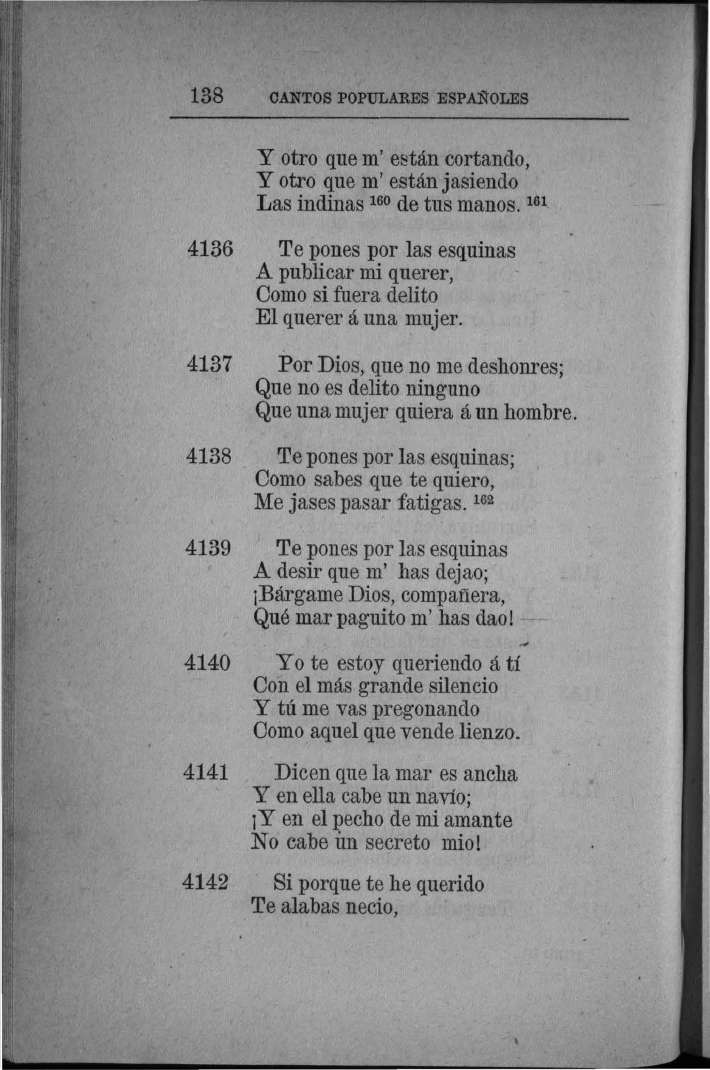 138 CANTOS POPULARES ESPAÑOLES
Y otro que m' están cortando,
Y otro que m' están jasiendo
Las indinas ¹⁶⁰ de tus manos. ¹⁶¹
4136 Te pones por las esquinas
A publicar mi querer,
Como si fuera delito
El querer á una mujer.
4137 Por Dios, que no me deshonres;
Que no es delito ninguno
Que una mujer quiera á un hombre.
4138 Te pones por las esquinas;
Como sabes que te quiero,
Me jases pasar fatigas. ¹⁶²
4139 Te pones por las esquinas
A desir que m' has dejao;
¡Bárgame Dios, compañera,
Qué mar paguito m' has dao!
4140 Yo te estoy queriendo á tí
Con el más grande silencio
Y tú me vas pregonando
Como aquel que vende lienzo.
4141 Dicen que la mar es ancha
Y en ella cabe un navío;
¡Y en el pecho de mi amante
No cabe un secreto mio!
4142 Si porque te he querido
Te alabas necio,